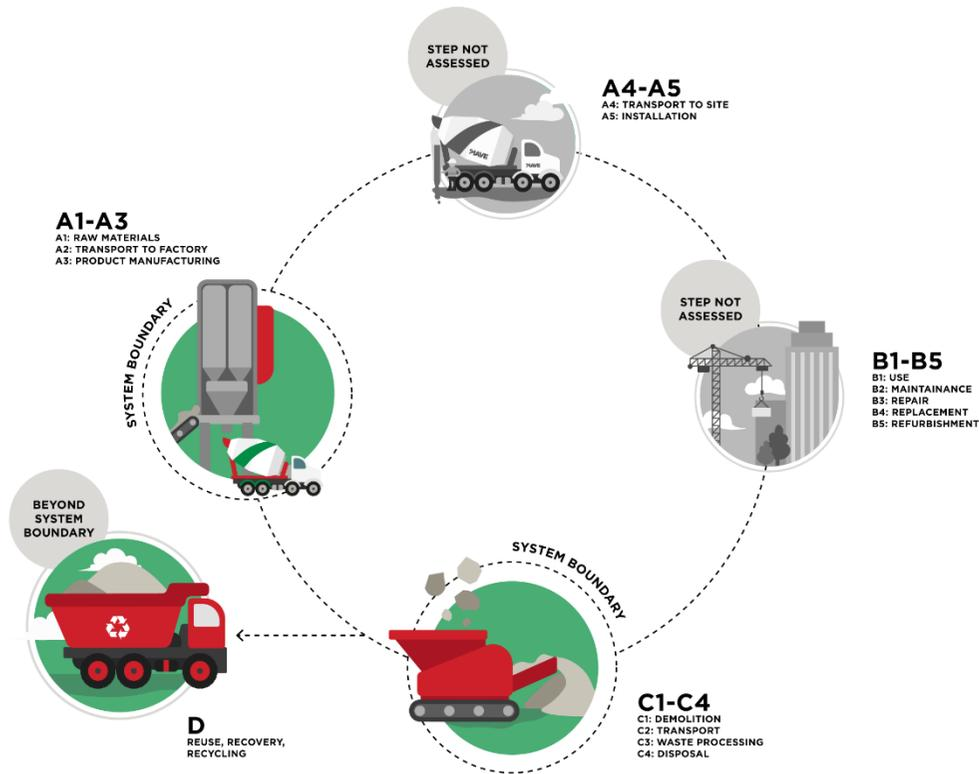 STEP NOT
ASSESSED
A4-A5
A4: TRANSPORT TO SITE
A5: INSTALLATION
HAVE
HAVE
A1-A3
A1: RAW MATERIALS
A2: TRANSPORT TO FACTORY
A3: PRODUCT MANUFACTURING
SYSTEM BOUNDARY
STEP NOT
ASSESSED
B1-B5
B1: USE
B2: MAINTAINANCE
B3: REPAIR
B4: REPLACEMENT
B5: REFURBISHMENT
BEYOND
SYSTEM
BOUNDARY
SYSTEM BOUNDARY
D
REUSE, RECOVERY,
RECYCLING
C1-C4
C1: DEMOLITION
C2: TRANSPORT
C3: WASTE PROCESSING
C4: DISPOSAL